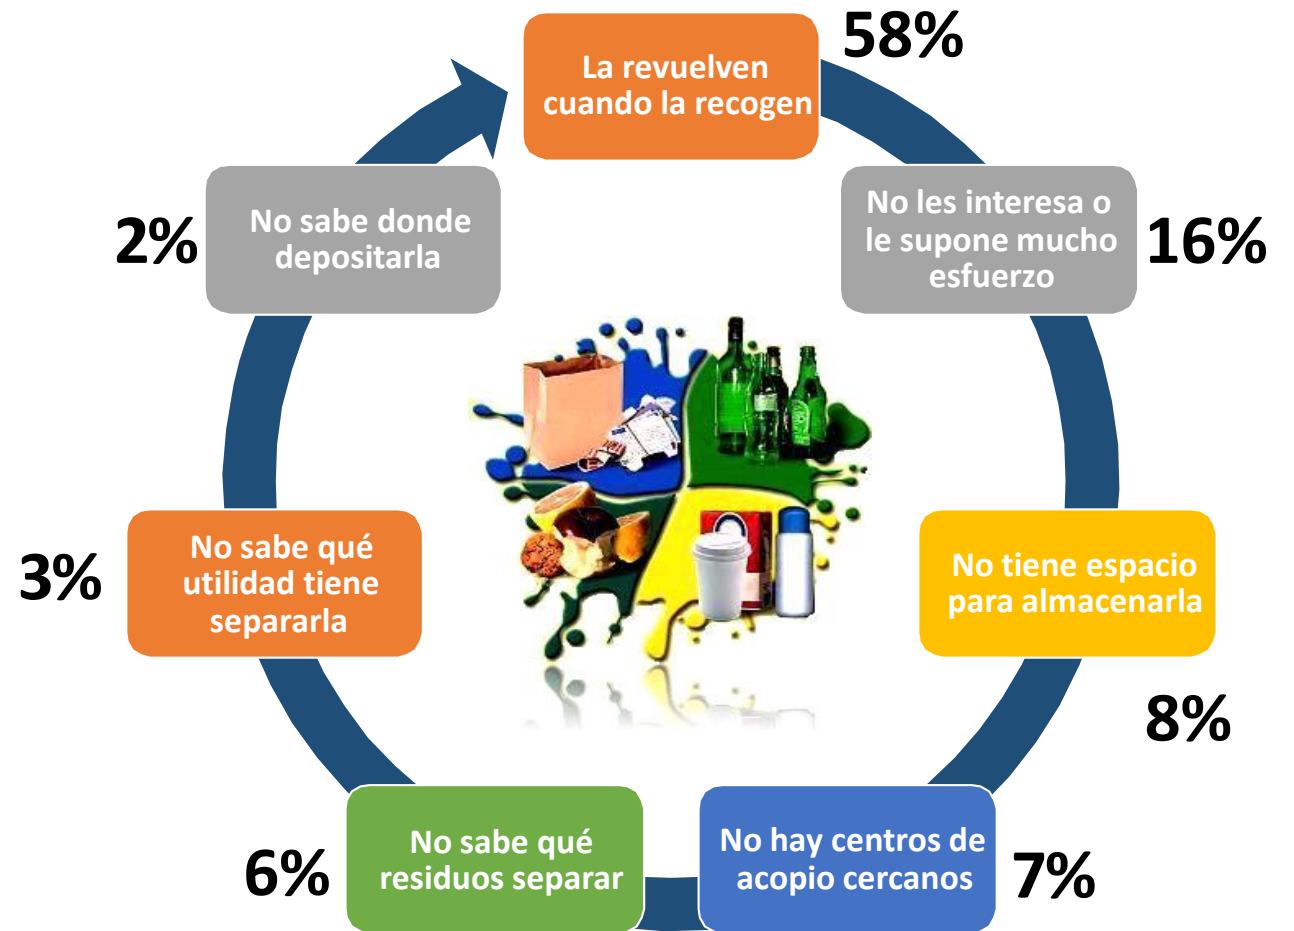 58%
La revuelven
cuando la recogen
No les interesa o
le supone mucho
esfuerzo
16%
No tiene espacio
para almacenarla
8%
No hay centros de
acopio cercanos
7%
No sabe qué
residuos separar
6%
No sabe qué
utilidad tiene
separarla
3%
No sabe donde
depositarla
2%